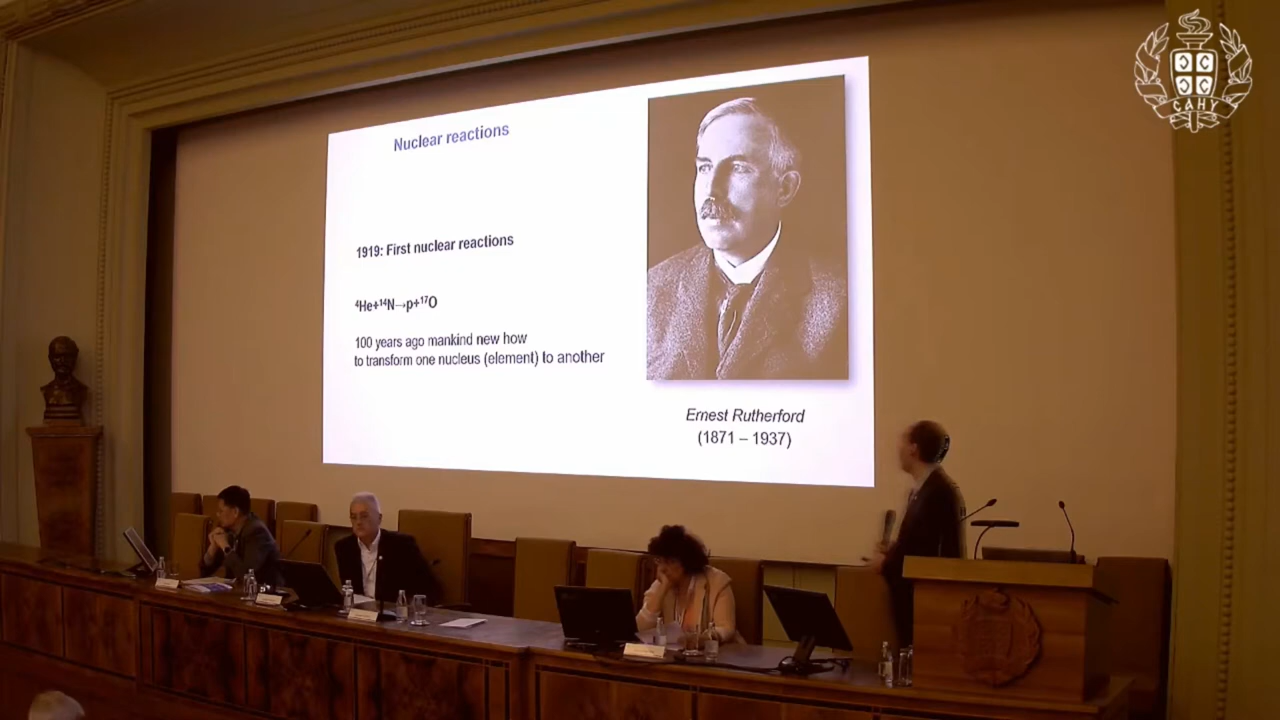 Nuclear reactions
1919: First nuclear reactions
⁴He+¹⁴N→p+¹⁷O
100 years ago mankind new how
to transform one nucleus (element) to another
Ernest Rutherford
(1871 – 1937)
САНУ